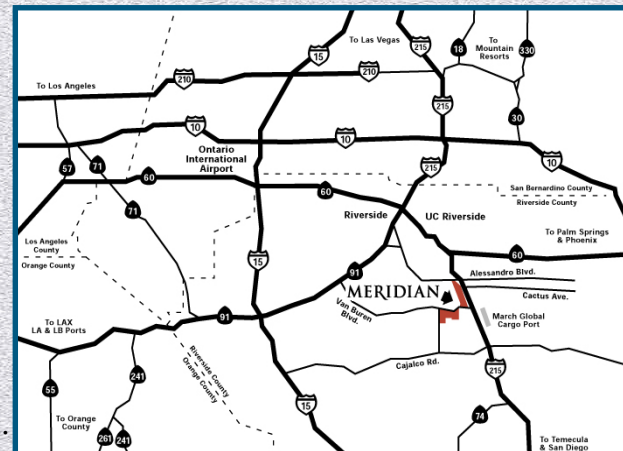 15
To Las Vegas
215
18
To
Mountain
Resorts
330
To Los Angeles
210
210
215
30
10
Ontario
International
Airport
10
10
57
71
60
215
60
71
San Bernardino County
Riverside County
Riverside
UC Riverside
Los Angeles
County
Orange County
To Palm Springs
& Phoenix
60
15
91
Alessandro Blvd.
MERIDIAN
Cactus Ave.
Van Buren
Blvd.
March Global
Cargo Port
To LAX
LA & LB Ports
91
Riverside County
Orange County
Cajalco Rd.
215
55
241
15
74
To Orange
County
261
241
To Temecula
& San Diego